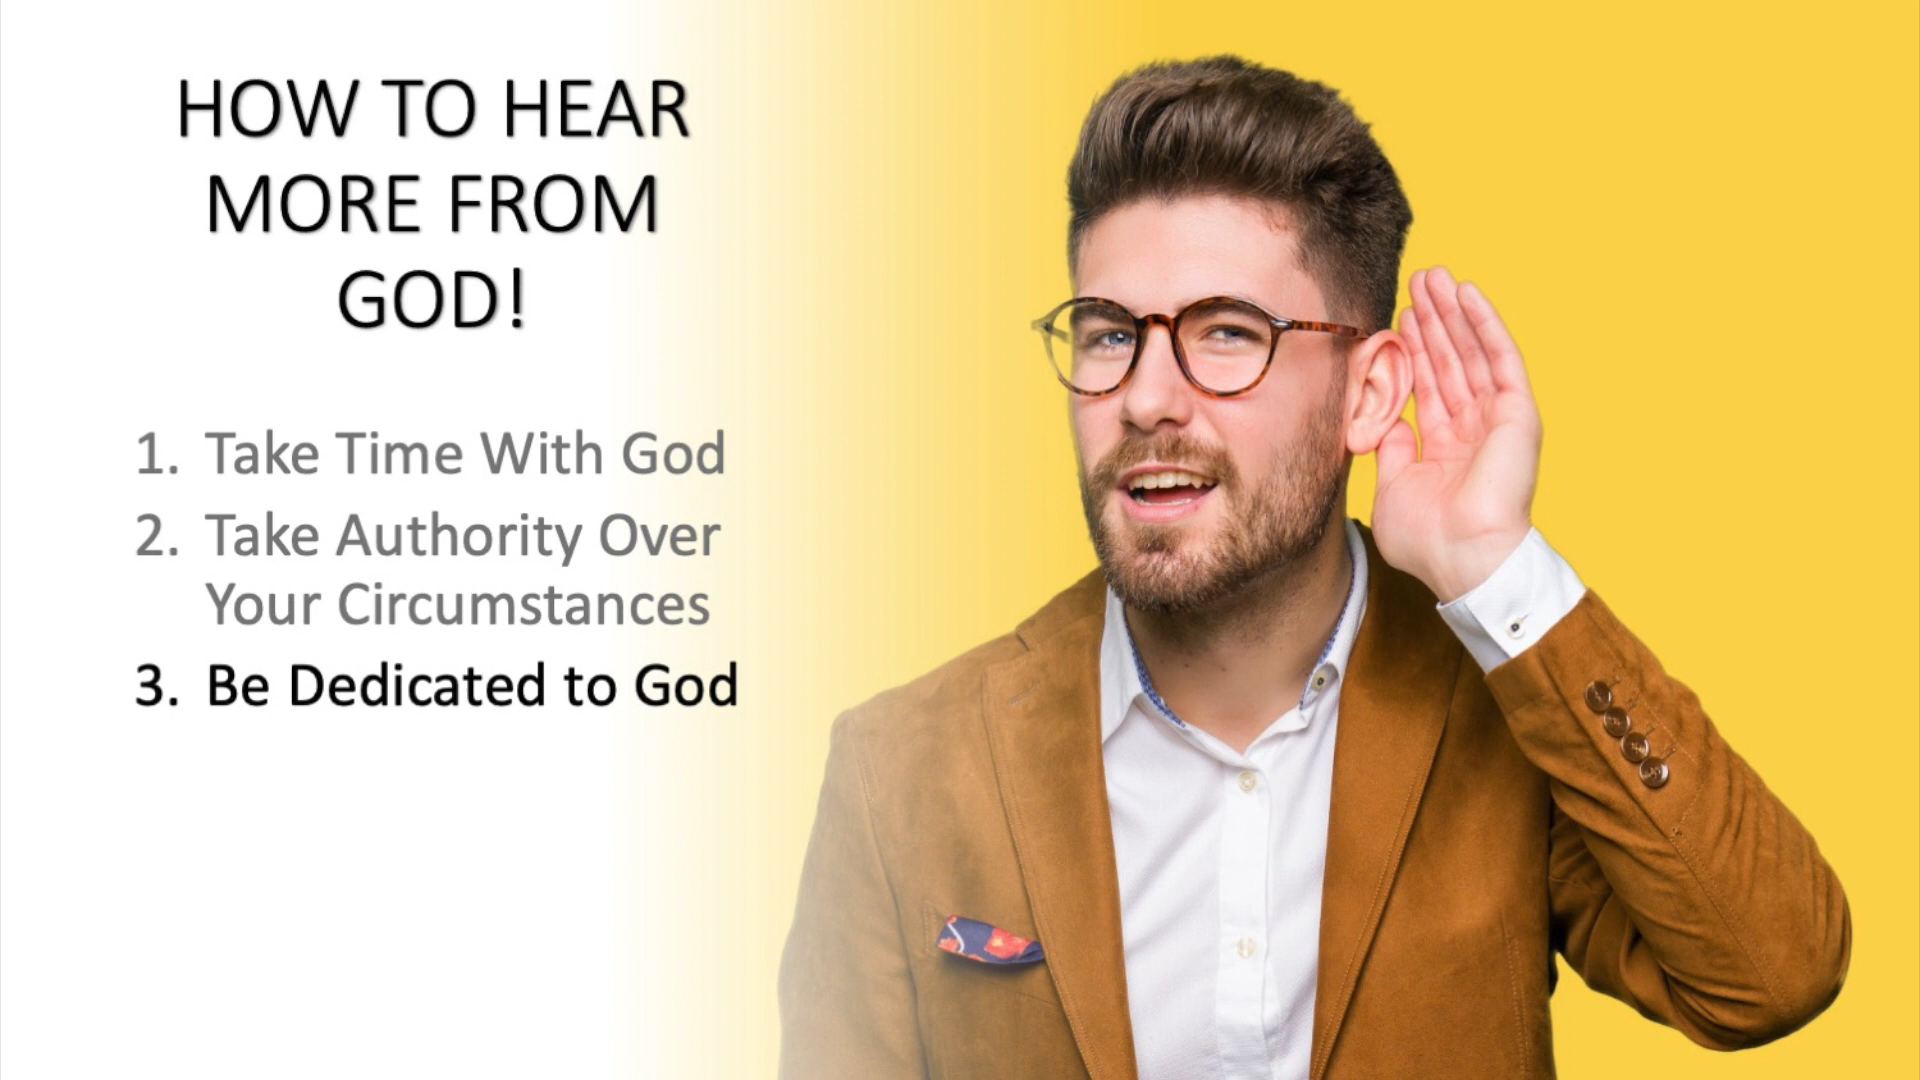 HOW TO HEAR
MORE FROM
GOD!
1. Take Time With God
2. Take Authority Over
Your Circumstances
3. Be Dedicated to God